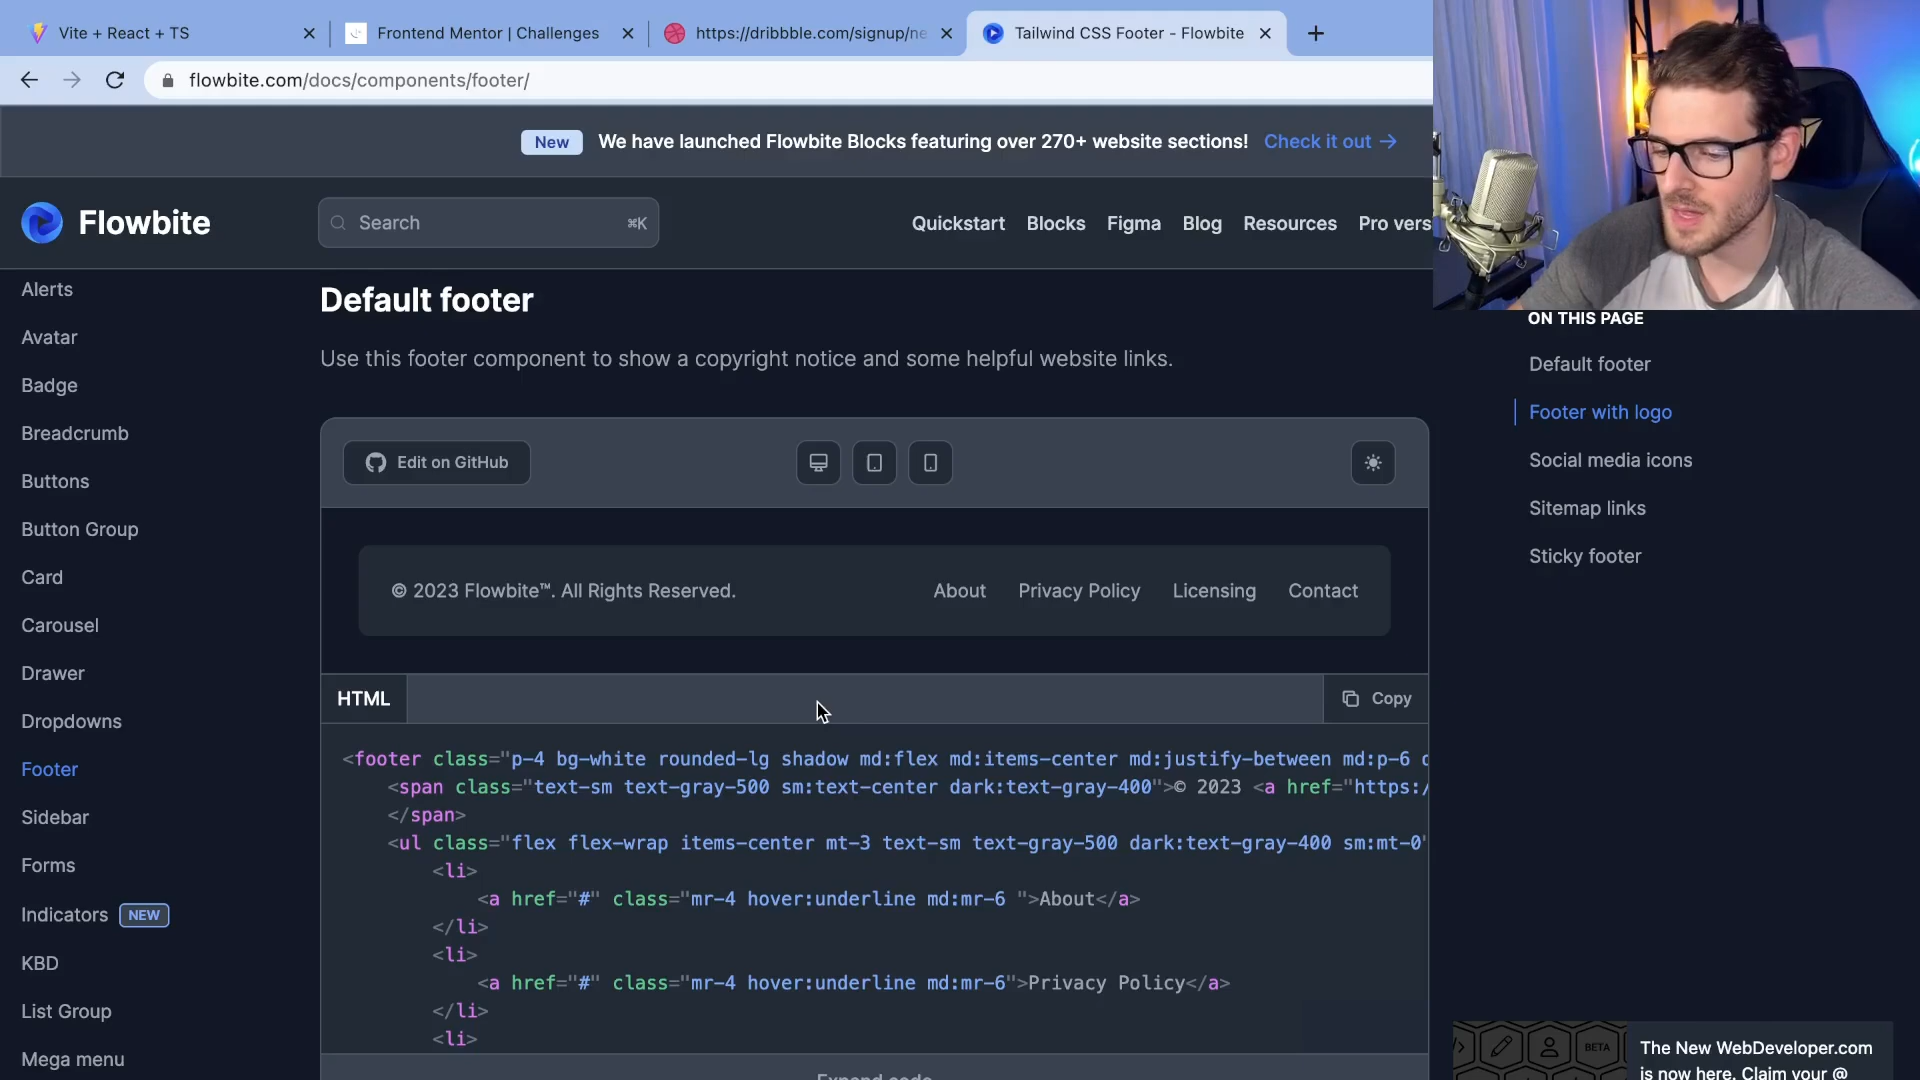 Vite + React + TS
Frontend Mentor | Challenges
https://dribbble.com/signup/ne
Tailwind CSS Footer - Flowbite
flowbite.com/docs/components/footer/
New We have launched Flowbite Blocks featuring over 270+ website sections! Check it out →
Flowbite
Search ⌘K
Quickstart Blocks Figma Blog Resources Pro vers
Alerts
Avatar
Badge
Breadcrumb
Buttons
Button Group
Card
Carousel
Drawer
Dropdowns
Footer
Sidebar
Forms
Indicators NEW
KBD
List Group
Mega menu
Default footer
Use this footer component to show a copyright notice and some helpful website links.
Edit on GitHub
© 2023 Flowbite™. All Rights Reserved.
About Privacy Policy Licensing Contact
HTML
Copy
<footer class="p-4 bg-white rounded-lg shadow md:flex md:items-center md:justify-between md:p-6 d
<span class="text-sm text-gray-500 sm:text-center dark:text-gray-400">© 2023 <a href="https:/
</span>
<ul class="flex flex-wrap items-center mt-3 text-sm text-gray-500 dark:text-gray-400 sm:mt-0"
<li>
<a href="#" class="mr-4 hover:underline md:mr-6 ">About</a>
</li>
<li>
<a href="#" class="mr-4 hover:underline md:mr-6">Privacy Policy</a>
</li>
<li>
Expand code
ON THIS PAGE
Default footer
Footer with logo
Social media icons
Sitemap links
Sticky footer
BETA
The New WebDeveloper.com
is now here. Claim your @